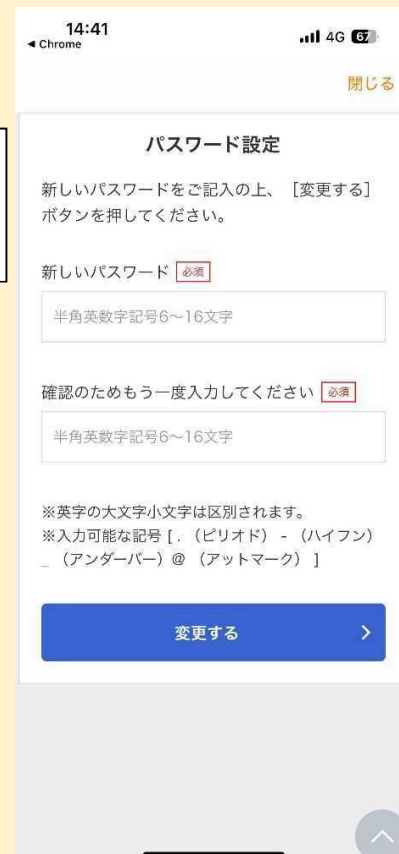 14:41
4G 67
◀ Chrome
閉じる
パスワード設定
新しいパスワードをご記入の上、［変更する］
ボタンを押してください。
新しいパスワード 必須
半角英数字記号6〜16文字
確認のためもう一度入力してください 必須
半角英数字記号6〜16文字
※英字の大文字小文字は区別されます。
※入力可能な記号 [ . （ピリオド） - （ハイフン）
_ （アンダーバー）@ （アットマーク） ]
変更する